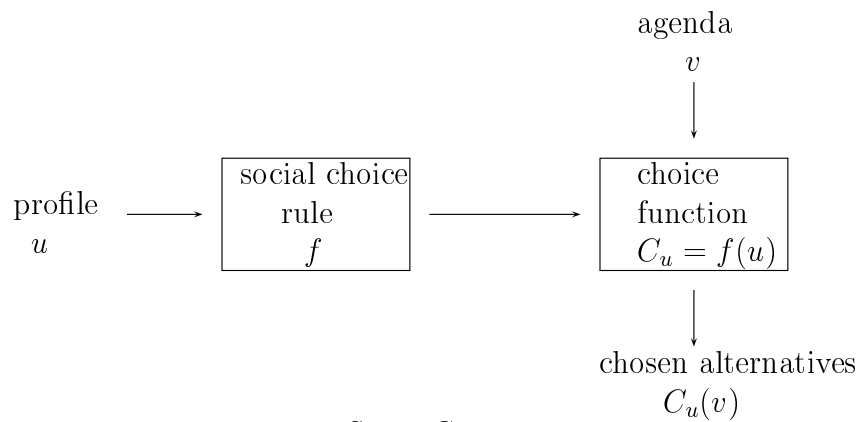 agenda
v
profile
u
social choice
rule
f
choice
function
C_u = f(u)
chosen alternatives
C_u(v)